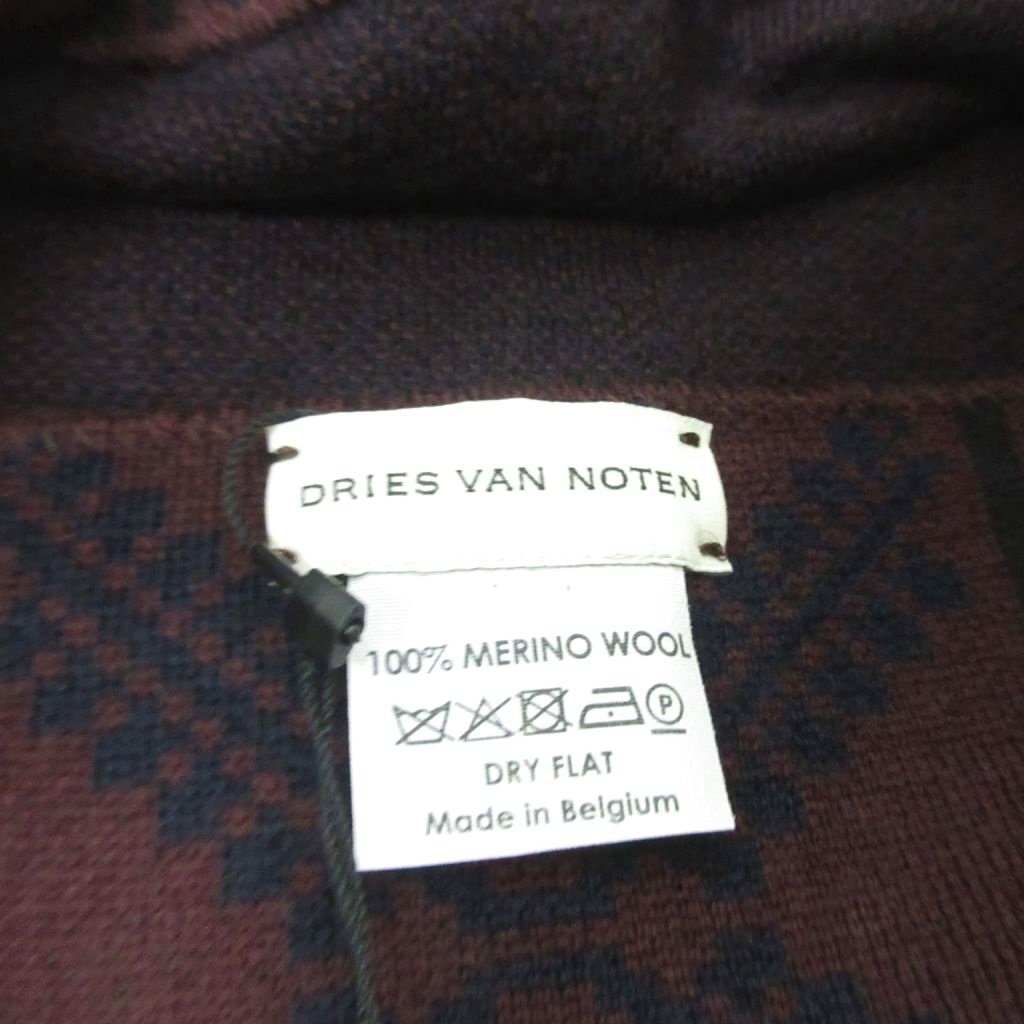 DRIES VAN NOTEN
100% MERINO WOOL
P
DRY FLAT
Made in Belgium